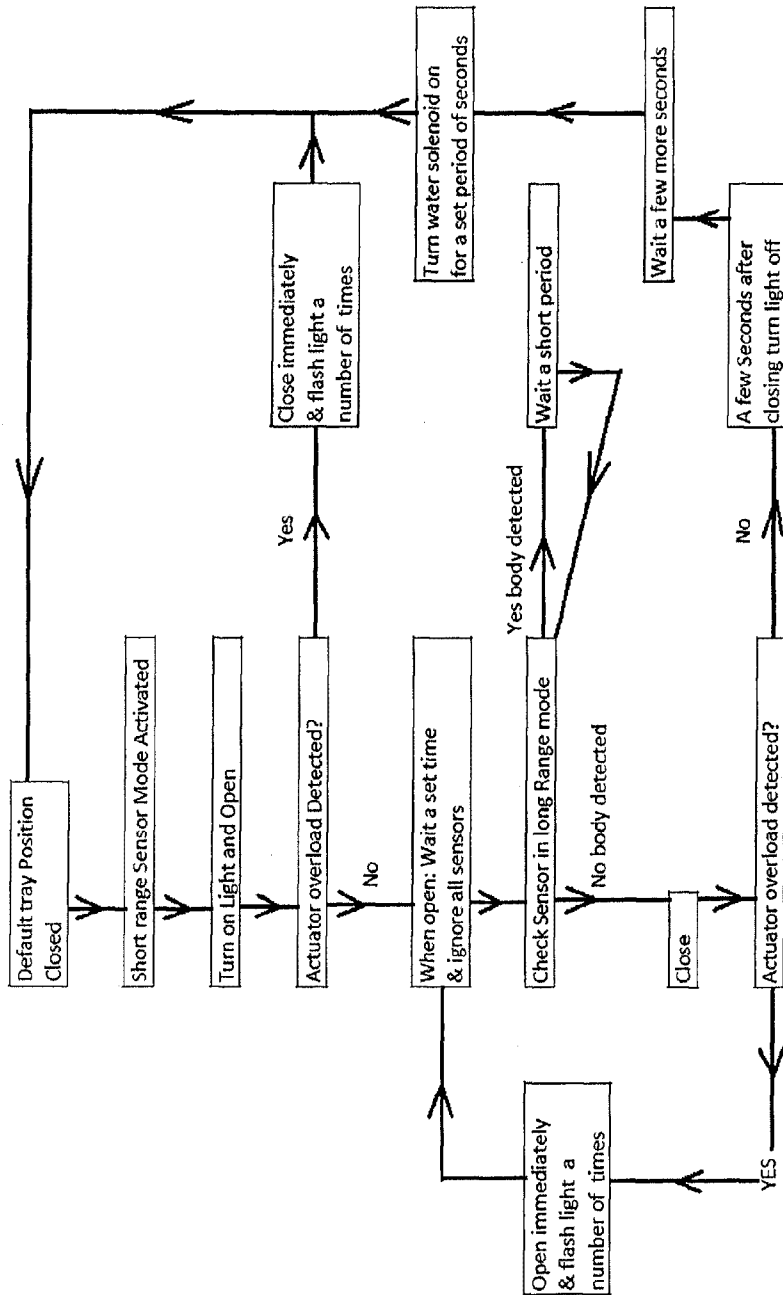 Default tray Position
Closed
Short range Sensor Mode Activated
Turn on Light and Open
Actuator overload Detected?
Yes
Close immediately
& flash light a
number of times
No
When open: Wait a set time
& ignore all sensors
Turn water solenoid on
for a set period of seconds
Check Sensor in long Range mode
Yes body detected
Wait a short period
No body detected
Open immediately
& flash light a
number of times
Close
Wait a few more seconds
Actuator overload detected?
YES
No
A few Seconds after
closing turn light off